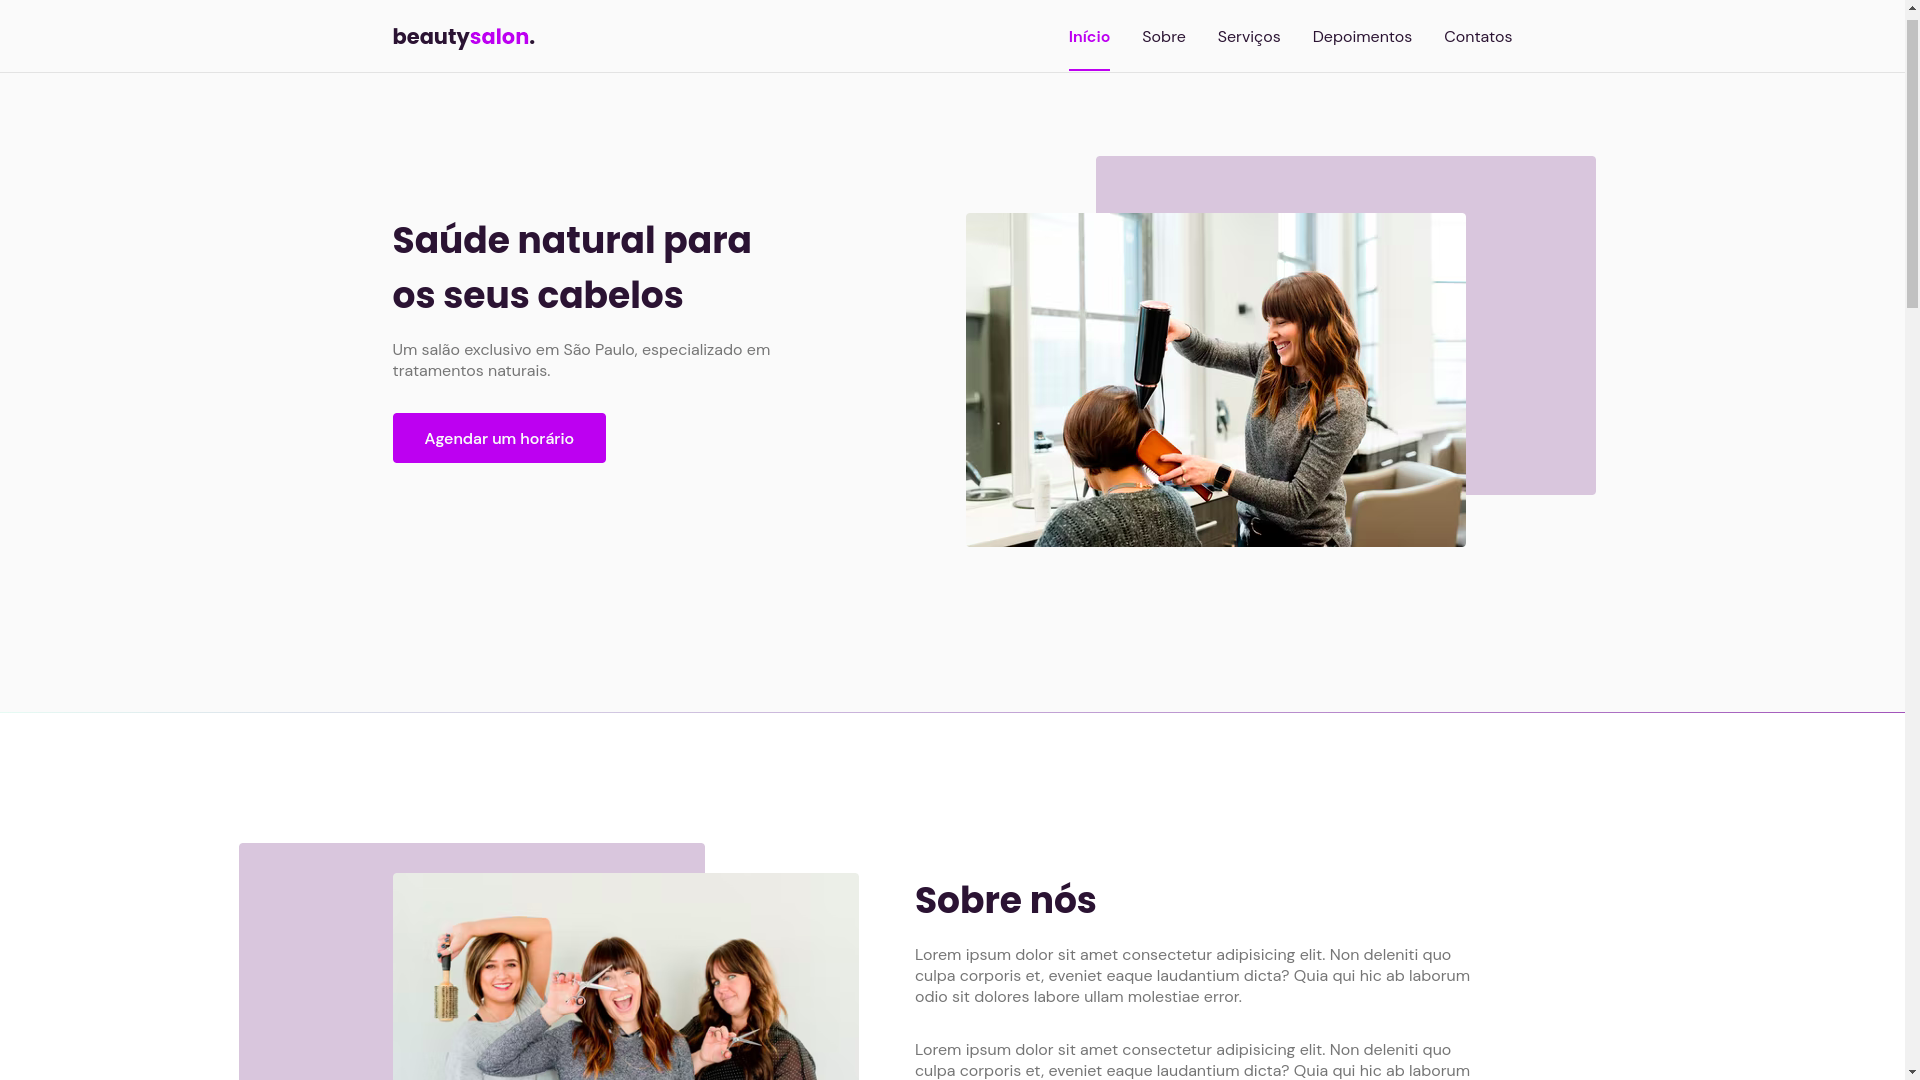 beautysalon.
Início
Sobre
Serviços
Depoimentos
Contatos
Saúde natural para
os seus cabelos
Um salão exclusivo em São Paulo, especializado em
tratamentos naturais.
Agendar um horário
Sobre nós
Lorem ipsum dolor sit amet consectetur adipisicing elit. Non deleniti quo
culpa corporis et, eveniet eaque laudantium dicta? Quia qui hic ab laborum
odio sit dolores labore ullam molestiae error.
Lorem ipsum dolor sit amet consectetur adipisicing elit. Non deleniti quo
culpa corporis et, eveniet eaque laudantium dicta? Quia qui hic ab laborum